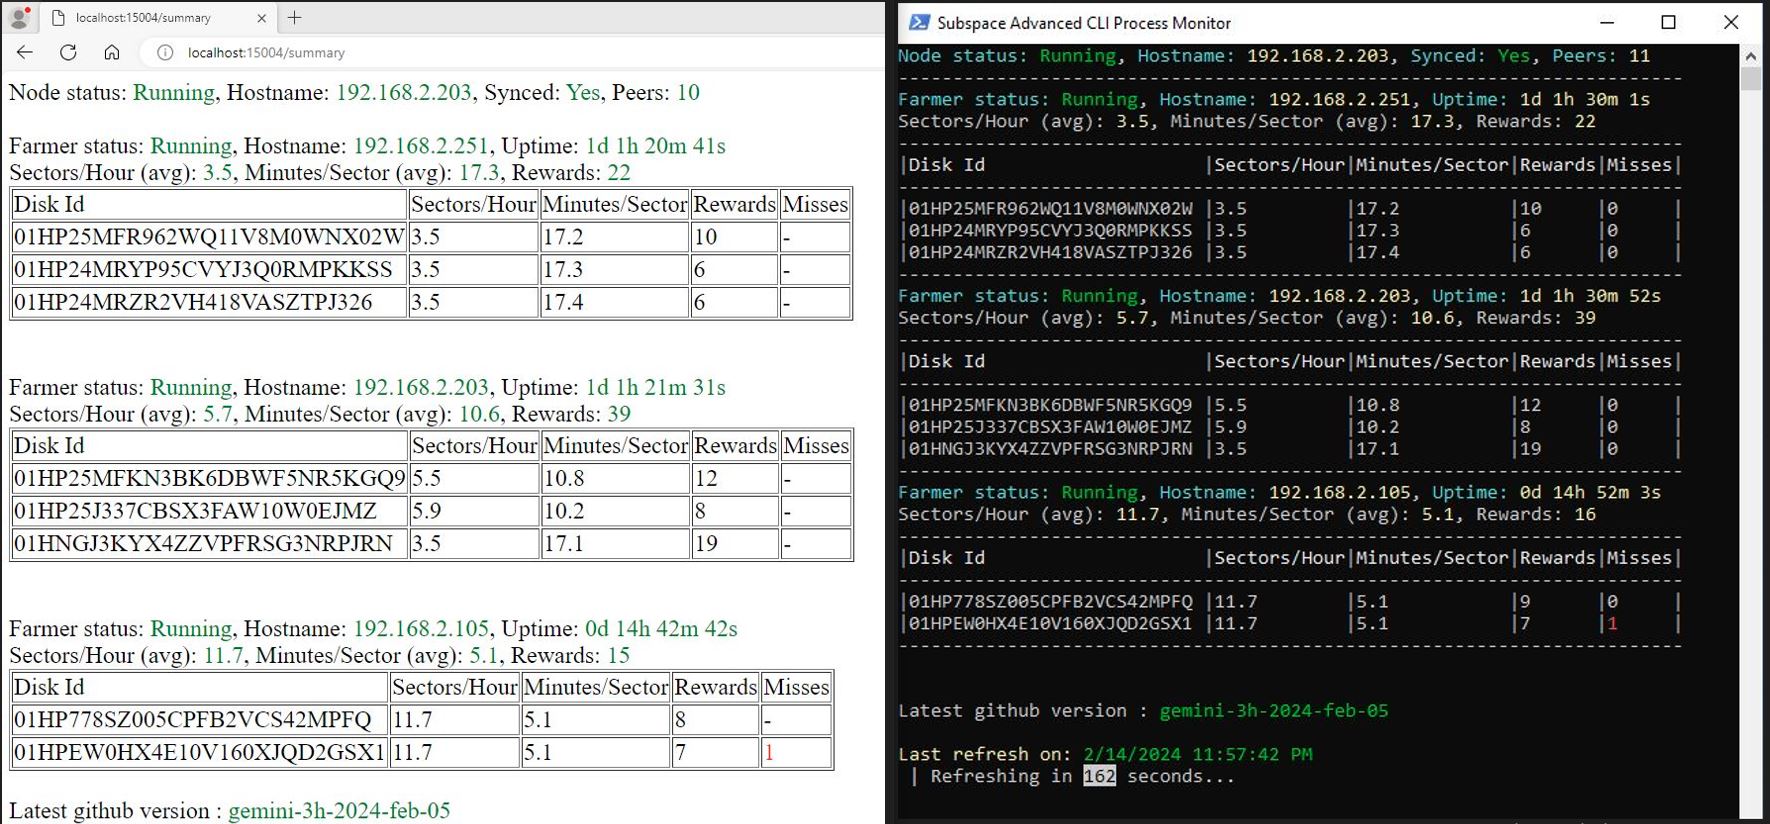 localhost:15004/summary
localhost:15004/summary
Node status: Running, Hostname: 192.168.2.203, Synced: Yes, Peers: 10
Farmer status: Running, Hostname: 192.168.2.251, Uptime: 1d 1h 20m 41s
Sectors/Hour (avg): 3.5, Minutes/Sector (avg): 17.3, Rewards: 22
Disk Id Sectors/Hour Minutes/Sector Rewards Misses
01HP25MFR962WQ11V8M0WNX02W 3.5 17.2 10 -
01HP24MRYP95CVYJ3Q0RMPKKSS 3.5 17.3 6 -
01HP24MRZR2VH418VASZTPJ326 3.5 17.4 6 -
Farmer status: Running, Hostname: 192.168.2.203, Uptime: 1d 1h 21m 31s
Sectors/Hour (avg): 5.7, Minutes/Sector (avg): 10.6, Rewards: 39
Disk Id Sectors/Hour Minutes/Sector Rewards Misses
01HP25MFKN3BK6DBWF5NR5KGQ9 5.5 10.8 12 -
01HP25J337CBSX3FAW10W0EJMZ 5.9 10.2 8 -
01HNGJ3KYX4ZZVPFRSG3NRPJRN 3.5 17.1 19 -
Farmer status: Running, Hostname: 192.168.2.105, Uptime: 0d 14h 42m 42s
Sectors/Hour (avg): 11.7, Minutes/Sector (avg): 5.1, Rewards: 15
Disk Id Sectors/Hour Minutes/Sector Rewards Misses
01HP778SZ005CPFB2VCS42MPFQ 11.7 5.1 8 -
01HPEW0HX4E10V160XJQD2GSX1 11.7 5.1 7 1
Latest github version : gemini-3h-2024-feb-05
Subspace Advanced CLI Process Monitor
Node status: Running, Hostname: 192.168.2.203, Synced: Yes, Peers: 11
------------------------------------------------------------------------
Farmer status: Running, Hostname: 192.168.2.251, Uptime: 1d 1h 30m 1s
Sectors/Hour (avg): 3.5, Minutes/Sector (avg): 17.3, Rewards: 22
------------------------------------------------------------------------
|Disk Id |Sectors/Hour|Minutes/Sector|Rewards|Misses|
------------------------------------------------------------------------
|01HP25MFR962WQ11V8M0WNX02W |3.5 |17.2 |10 |0 |
|01HP24MRYP95CVYJ3Q0RMPKKSS |3.5 |17.3 |6 |0 |
|01HP24MRZR2VH418VASZTPJ326 |3.5 |17.4 |6 |0 |
------------------------------------------------------------------------
Farmer status: Running, Hostname: 192.168.2.203, Uptime: 1d 1h 30m 52s
Sectors/Hour (avg): 5.7, Minutes/Sector (avg): 10.6, Rewards: 39
------------------------------------------------------------------------
|Disk Id |Sectors/Hour|Minutes/Sector|Rewards|Misses|
------------------------------------------------------------------------
|01HP25MFKN3BK6DBWF5NR5KGQ9 |5.5 |10.8 |12 |0 |
|01HP25J337CBSX3FAW10W0EJMZ |5.9 |10.2 |8 |0 |
|01HNGJ3KYX4ZZVPFRSG3NRPJRN |3.5 |17.1 |19 |0 |
------------------------------------------------------------------------
Farmer status: Running, Hostname: 192.168.2.105, Uptime: 0d 14h 52m 3s
Sectors/Hour (avg): 11.7, Minutes/Sector (avg): 5.1, Rewards: 16
------------------------------------------------------------------------
|Disk Id |Sectors/Hour|Minutes/Sector|Rewards|Misses|
------------------------------------------------------------------------
|01HP778SZ005CPFB2VCS42MPFQ |11.7 |5.1 |9 |0 |
|01HPEW0HX4E10V160XJQD2GSX1 |11.7 |5.1 |7 |1 |
------------------------------------------------------------------------
Latest github version : gemini-3h-2024-feb-05
Last refresh on: 2/14/2024 11:57:42 PM
| Refreshing in 162 seconds...